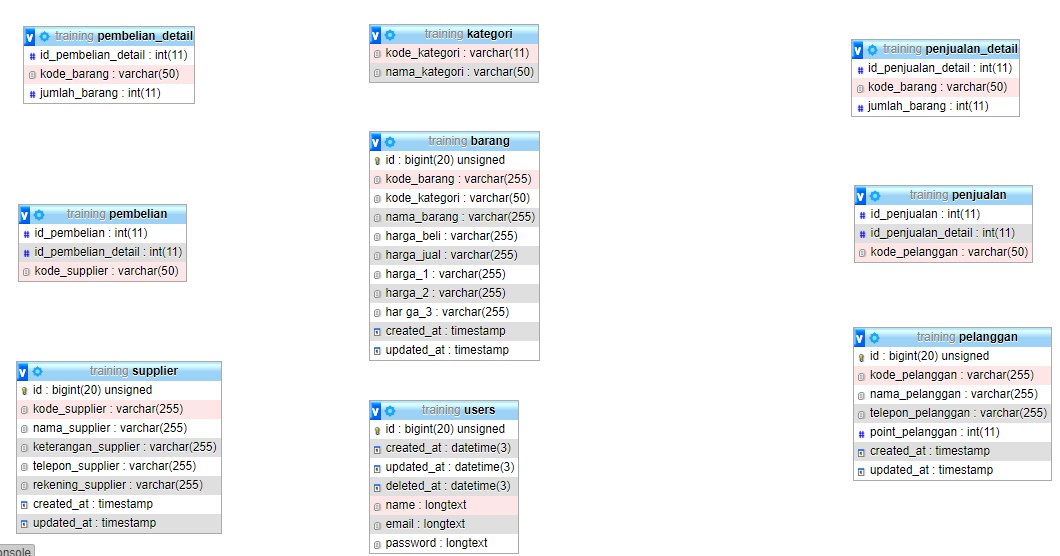 training pembelian_detail
id_pembelian_detail : int(11)
kode_barang : varchar(50)
jumlah_barang : int(11)
training kategori
kode_kategori : varchar(11)
nama_kategori : varchar(50)
training penjualan_detail
id_penjualan_detail : int(11)
kode_barang : varchar(50)
jumlah_barang : int(11)
training barang
id : bigint(20) unsigned
kode_barang : varchar(255)
kode_kategori : varchar(50)
nama_barang : varchar(255)
harga_beli : varchar(255)
harga_jual : varchar(255)
harga_1 : varchar(255)
harga_2 : varchar(255)
har ga_3 : varchar(255)
created_at : timestamp
updated_at : timestamp
training pembelian
id_pembelian : int(11)
id_pembelian_detail : int(11)
kode_supplier : varchar(50)
training penjualan
id_penjualan : int(11)
id_penjualan_detail : int(11)
kode_pelanggan : varchar(50)
training supplier
id : bigint(20) unsigned
kode_supplier : varchar(255)
nama_supplier : varchar(255)
keterangan_supplier : varchar(255)
telepon_supplier : varchar(255)
rekening_supplier : varchar(255)
created_at : timestamp
updated_at : timestamp
training users
id : bigint(20) unsigned
created_at : datetime(3)
updated_at : datetime(3)
deleted_at : datetime(3)
name : longtext
email : longtext
password : longtext
training pelanggan
id : bigint(20) unsigned
kode_pelanggan : varchar(255)
nama_pelanggan : varchar(255)
telepon_pelanggan : varchar(255)
point_pelanggan : int(11)
created_at : timestamp
updated_at : timestamp
onsole